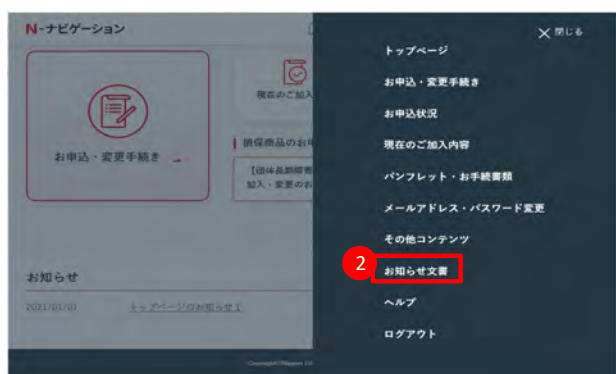 N-ナビゲーション
閉じる
トップページ
お申込・変更手続き
お申込状況
現在のご加入内容
パンフレット・お手続書類
メールアドレス・パスワード変更
その他コンテンツ
2
お知らせ文書
ヘルプ
ログアウト
現在のご加入
お申込・変更手続き
損保商品のお申
【団体長期障害
加入・変更のお
お知らせ
2021/01/01
トップページのお知らせ1